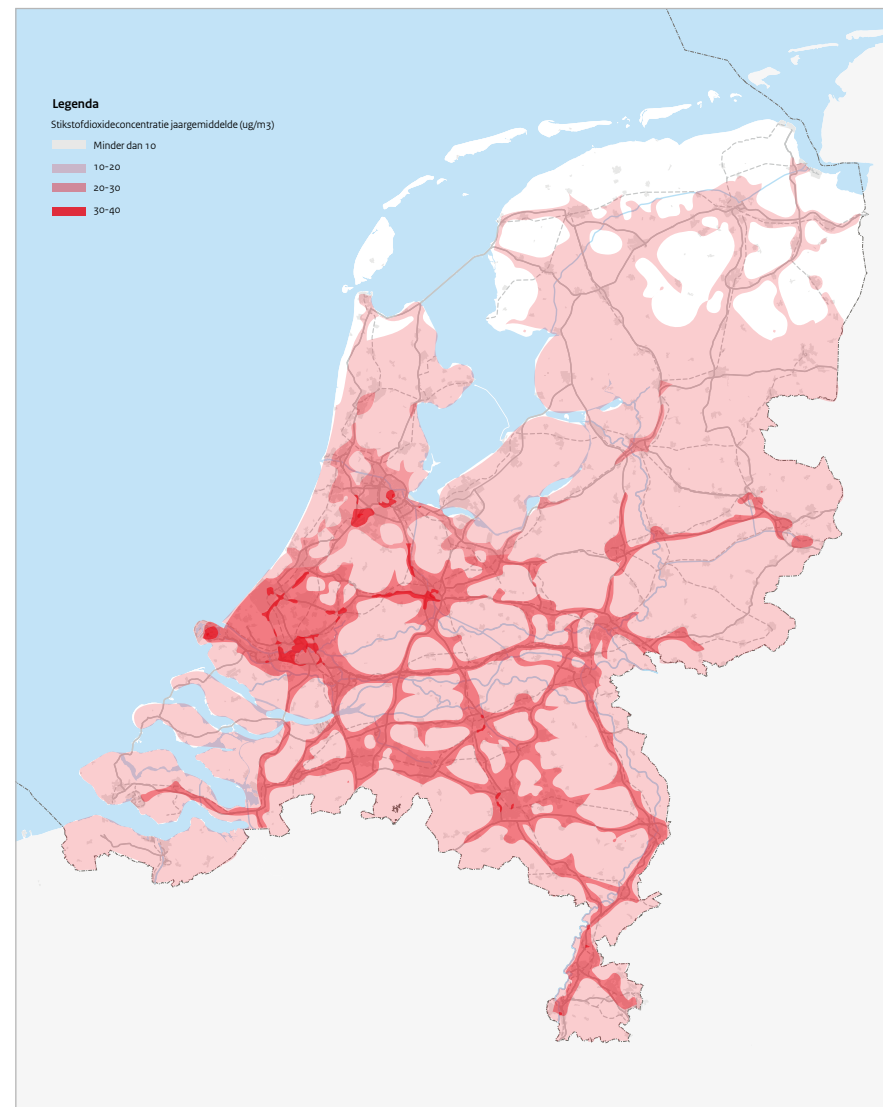 Legenda
Stikstofdioxideconcentratie jaargemiddelde (ug/m3)
Minder dan 10
10-20
20-30
30-40